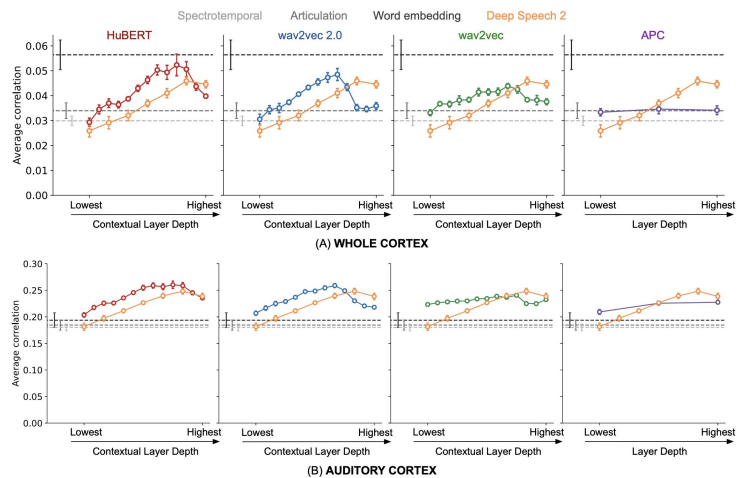 Spectrotemporal Articulation Word embedding Deep Speech 2
HuBERT wav2vec 2.0 wav2vec APC
Average correlation
0.06
0.05
0.04
0.03
0.02
0.01
0.00
Lowest Highest Lowest Highest Lowest Highest Lowest Highest
Contextual Layer Depth Contextual Layer Depth Contextual Layer Depth Layer Depth
(A) WHOLE CORTEX
Average correlation
0.30
0.25
0.20
0.15
0.10
0.05
0.00
Lowest Highest Lowest Highest Lowest Highest Lowest Highest
Contextual Layer Depth Contextual Layer Depth Contextual Layer Depth Layer Depth
(B) AUDITORY CORTEX